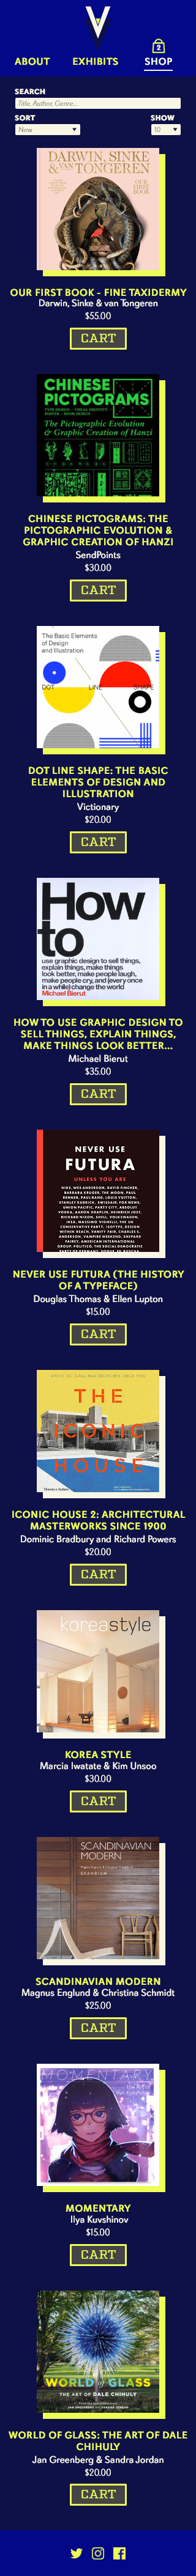 V
2
ABOUT EXHIBITS SHOP
SEARCH
Title, Author, Genre...
SORT SHOW
New 10
DARWIN, SINKE
& VAN TONGEREN
OUR
FIRST
BOOK
OUR FIRST BOOK - FINE TAXIDERMY
Darwin, Sinke & van Tongeren
$55.00
CART
CHINESE
PICTOGRAMS
The Pictographic Evolution
& Graphic Creation of Hanzi
CHINESE PICTOGRAMS: THE
PICTOGRAPHIC EVOLUTION &
GRAPHIC CREATION OF HANZI
SendPoints
$30.00
CART
The Basic Elements
of Design
and Illustration
DOT LINE SHAPE
DOT LINE SHAPE: THE BASIC
ELEMENTS OF DESIGN AND
ILLUSTRATION
Victionary
$20.00
CART
How
to
use graphic design to sell things,
explain things, make things
look better, make people
laugh, make people cry, and
(every once in a while)
change the world
Michael Bierut
HOW TO USE GRAPHIC DESIGN TO
SELL THINGS, EXPLAIN THINGS,
MAKE THINGS LOOK BETTER...
Michael Bierut
$35.00
CART
NEVER USE
FUTURA
UNLESS YOU ARE
NEVER USE FUTURA (THE HISTORY
OF A TYPEFACE)
Douglas Thomas & Ellen Lupton
$15.00
CART
THE
ICONIC
HOUSE
ICONIC HOUSE 2: ARCHITECTURAL
MASTERWORKS SINCE 1900
Dominic Bradbury and Richard Powers
$20.00
CART
koreastyle
KOREA STYLE
Marcia Iwatate & Kim Unsoo
$30.00
CART
SCANDINAVIAN
MODERN
SCANDINAVIAN MODERN
Magnus Englund & Christina Schmidt
$25.00
CART
MOMENTARY
MOMENTARY
Ilya Kuvshinov
$15.00
CART
WORLD OF GLASS
THE ART OF DALE CHIHULY
WORLD OF GLASS: THE ART OF DALE
CHIHULY
Jan Greenberg & Sandra Jordan
$20.00
CART